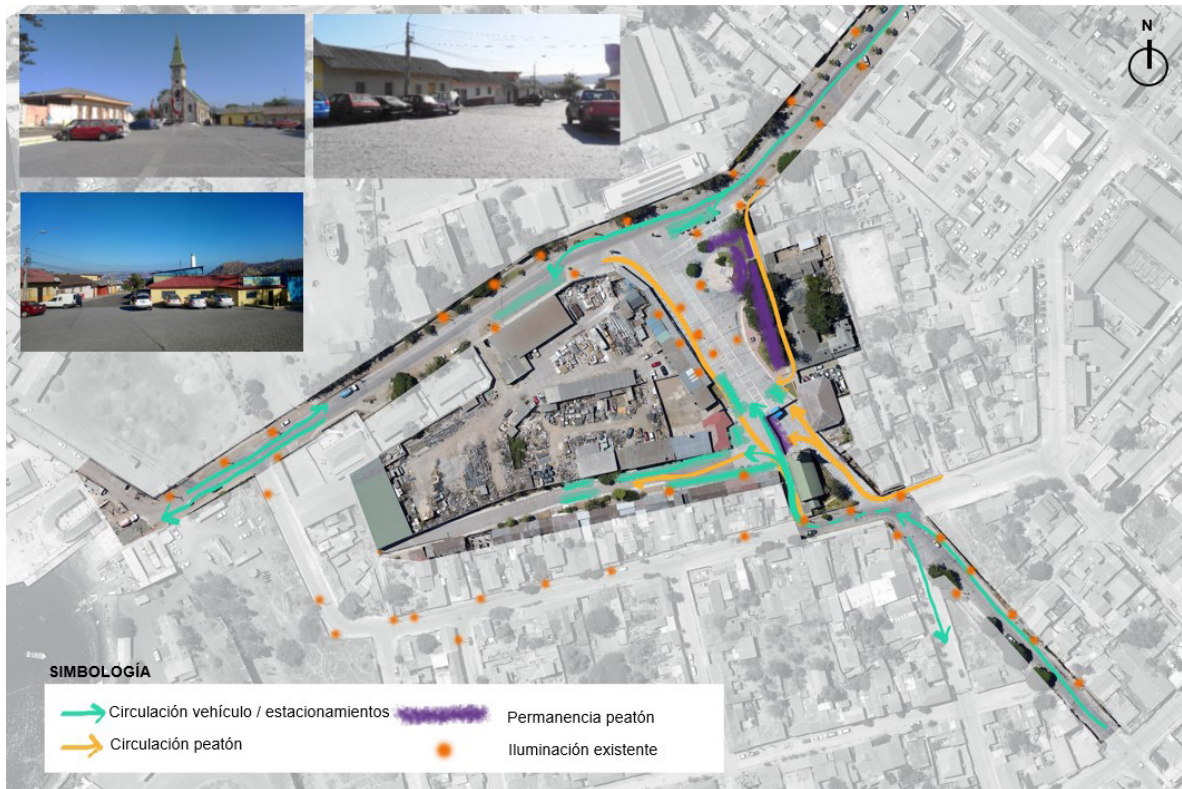 N
SIMBOLOGÍA
Circulación vehículo / estacionamientos
Permanencia peatón
Circulación peatón
Iluminación existente